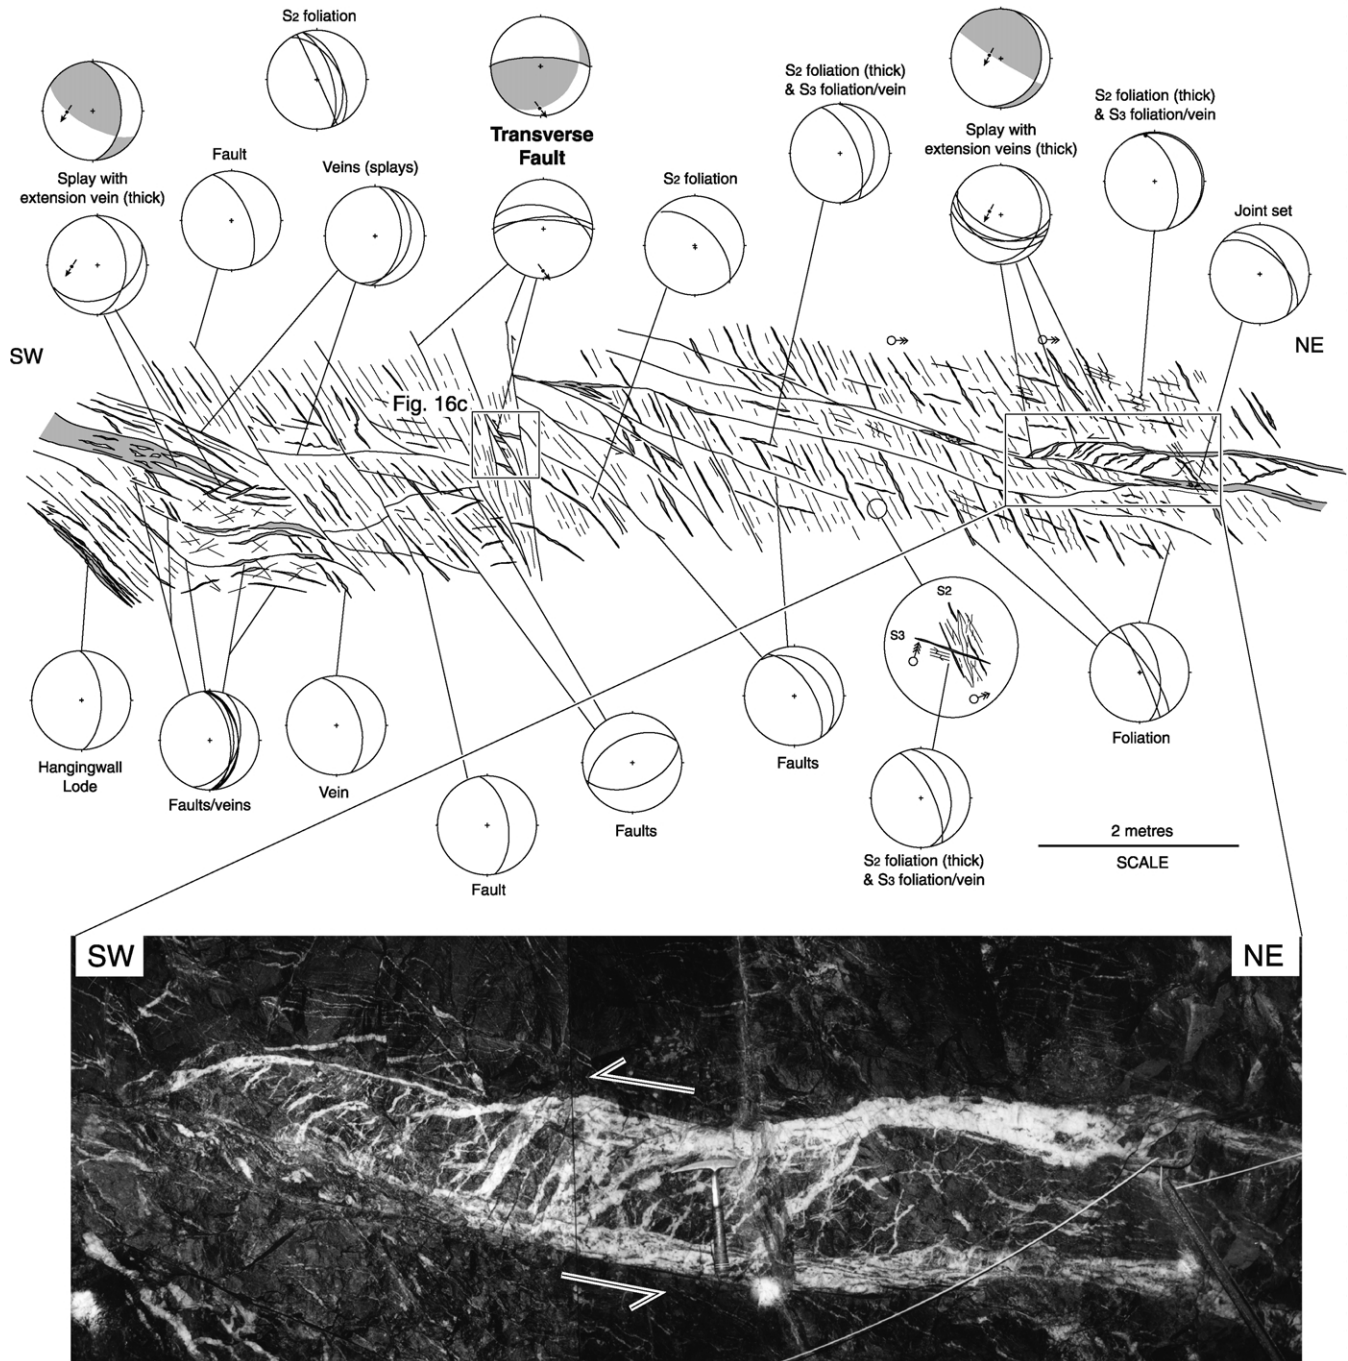 S2 foliation
Splay with
extension vein (thick)
Fault
Veins (splays)
Transverse
Fault
S2 foliation
S2 foliation (thick)
& S3 foliation/vein
Splay with
extension veins (thick)
S2 foliation (thick)
& S3 foliation/vein
Joint set
SW
NE
Fig. 16c
S2
S3
Hangingwall
Lode
Faults/veins
Vein
Fault
Faults
Faults
S2 foliation (thick)
& S3 foliation/vein
Foliation
2 metres
SCALE
SW
NE